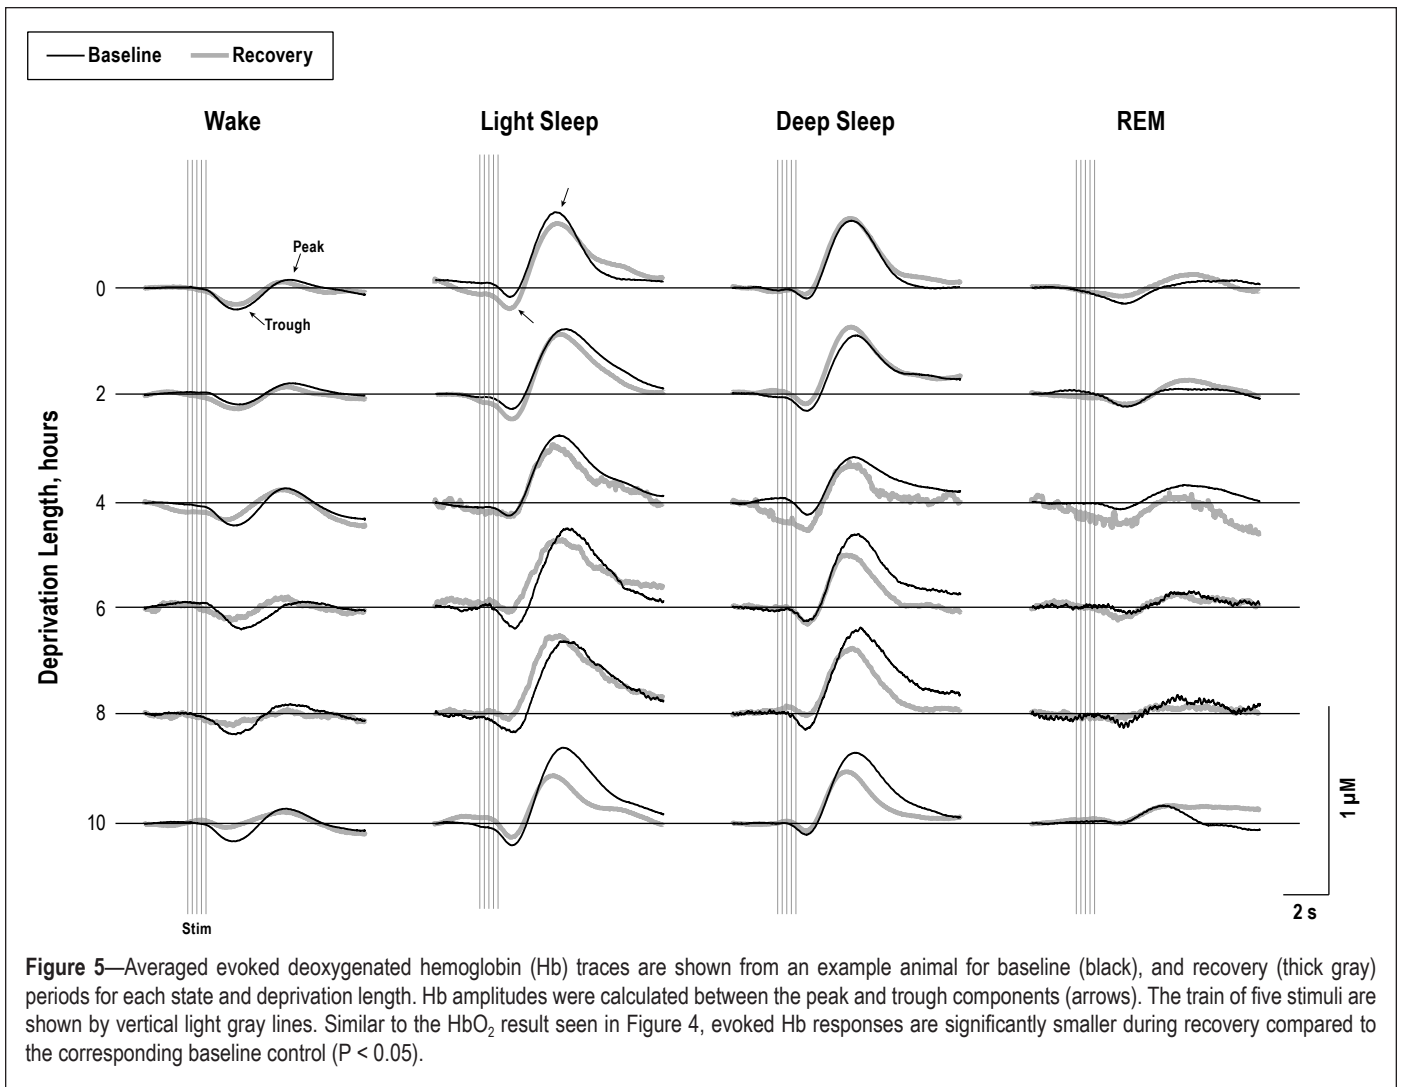 Baseline Recovery
Wake Light Sleep Deep Sleep REM
Peak
Trough
Deprivation Length, hours
0
2
4
6
8
10
1 µM
2 s
Stim
Figure 5—Averaged evoked deoxygenated hemoglobin (Hb) traces are shown from an example animal for baseline (black), and recovery (thick gray)
periods for each state and deprivation length. Hb amplitudes were calculated between the peak and trough components (arrows). The train of five stimuli are
shown by vertical light gray lines. Similar to the HbO₂ result seen in Figure 4, evoked Hb responses are significantly smaller during recovery compared to
the corresponding baseline control (P < 0.05).